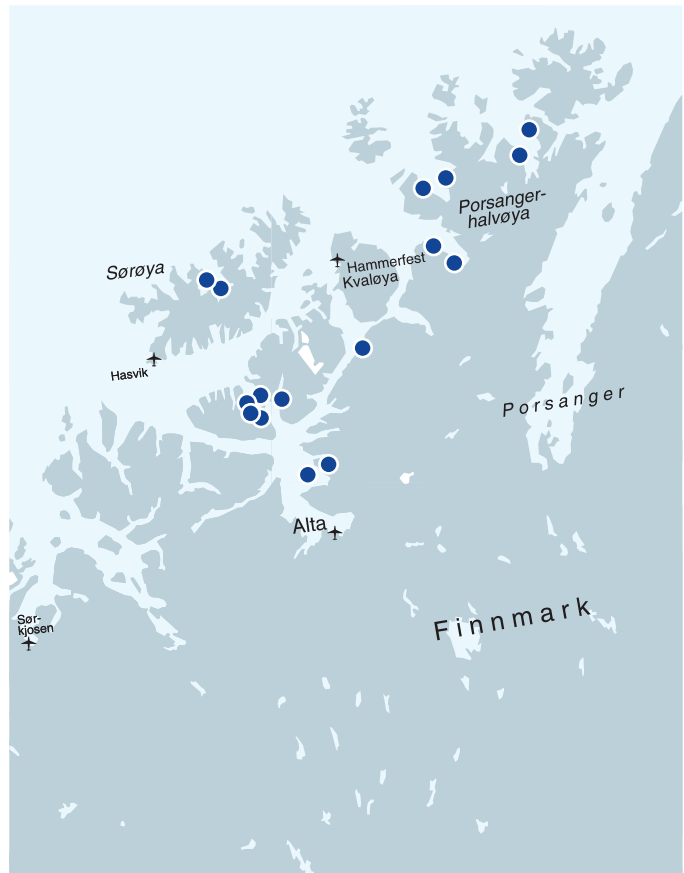 Porsanger-
halvøya
Sørøya
Hammerfest
Kvaløya
Hasvik
Porsanger
Alta
Finnmark
Sør-
kjosen